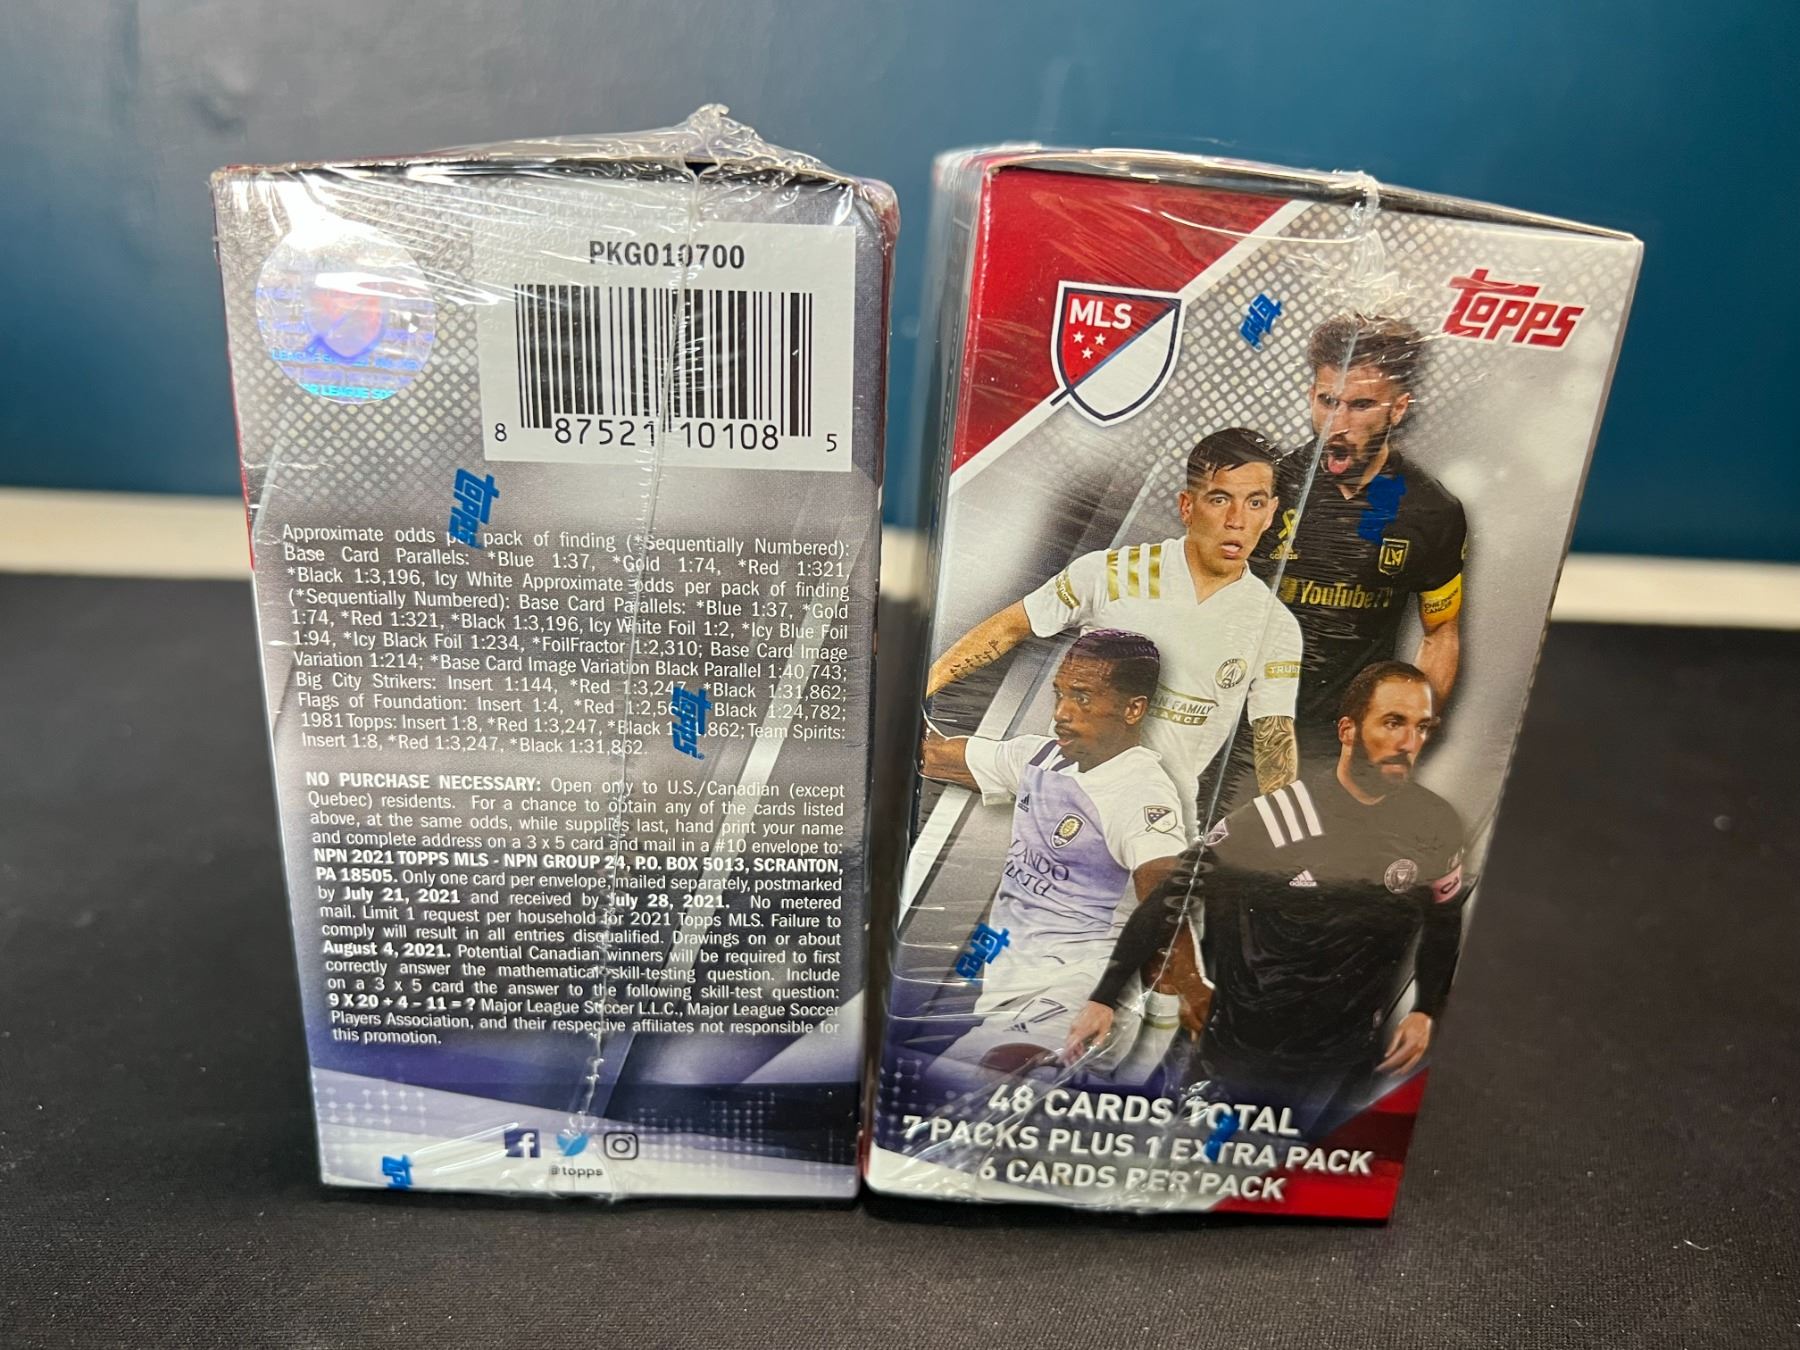 PKG010700
8 87521 10108 5
Approximate odds per pack of finding (*Sequentially Numbered):
Base Card Parallels: *Blue 1:37, *Gold 1:74, *Red 1:321,
*Black 1:3,196, Icy White Approximate odds per pack of finding
(*Sequentially Numbered): Base Card Parallels: *Blue 1:37, *Gold
1:74, *Red 1:321, *Black 1:3,196, Icy White Foil 1:2, *Icy Blue Foil
1:94, *Icy Black Foil 1:234, *FoilFractor 1:2,310; Base Card Image
Variation 1:214; *Base Card Image Variation Black Parallel 1:40,743;
Big City Strikers: Insert 1:144, *Red 1:3,247, *Black 1:31,862;
Flags of Foundation: Insert 1:4, *Red *Black 1:24,782;
1981 Topps: Insert 1:8, *Red 1:3,247, *Black Team Spirits:
Insert 1:8, *Red 1:3,247, *Black 1:31,862.
NO PURCHASE NECESSARY: Open only to U.S./Canadian (except
Quebec) residents. For a chance to obtain any of the cards listed
above, at the same odds, while supplies last, hand print your name
and complete address on a 3 x 5 card and mail in a #10 envelope to:
NPN 2021 TOPPS MLS - NPN GROUP 24, P.O. BOX 5013, SCRANTON,
PA 18505. Only one card per envelope, mailed separately, postmarked
by July 21, 2021 and received by July 28, 2021. No metered
mail. Limit 1 request per household for 2021 Topps MLS. Failure to
comply will result in all entries disqualified. Drawings on or about
August 4, 2021. Potential Canadian winners will be required to first
correctly answer the mathematical skill-testing question. Include
on a 3 x 5 card the answer to the following skill-test question:
9 X 20 + 4 – 11 = ? Major League Soccer L.L.C., Major League Soccer
Players Association, and their respective affiliates not responsible for
this promotion.
@topps
topps
topps
MLS
topps
topps
YouTube
TRUIST
AN FAMILY
adidas
17
topps
48 CARDS TOTAL
7 PACKS PLUS 1 EXTRA PACK
6 CARDS PER PACK